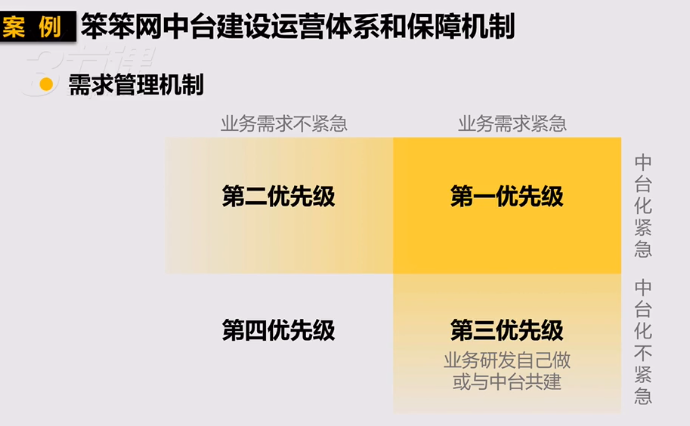 案 例
笨笨网中台建设运营体系和保障机制
3节课
需求管理机制
业务需求不紧急
业务需求紧急
第二优先级
第一优先级
中台化紧急
第四优先级
第三优先级
业务研发自己做
或与中台共建
中台化不紧急